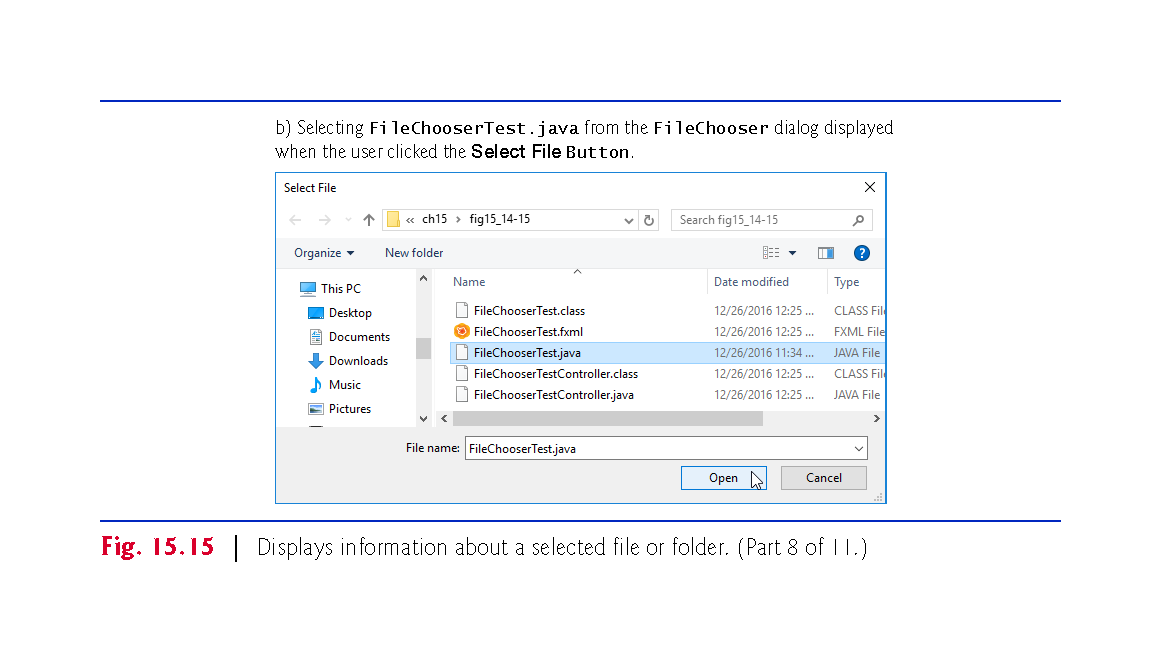 b) Selecting FileChooserTest.java from the FileChooser dialog displayed
when the user clicked the Select File Button.
Select File
« ch15 › fig15_14-15
Search fig15_14-15
Organize
New folder
?
Name Date modified Type
This PC
Desktop
Documents
Downloads
Music
Pictures
FileChooserTest.class 12/26/2016 12:25 ... CLASS File
FileChooserTest.fxml 12/26/2016 12:25 ... FXML File
FileChooserTest.java 12/26/2016 11:34 ... JAVA File
FileChooserTestController.class 12/26/2016 12:25 ... CLASS File
FileChooserTestController.java 12/26/2016 12:25 ... JAVA File
File name: FileChooserTest.java
Open Cancel
Fig. 15.15 | Displays information about a selected file or folder. (Part 8 of 11.)